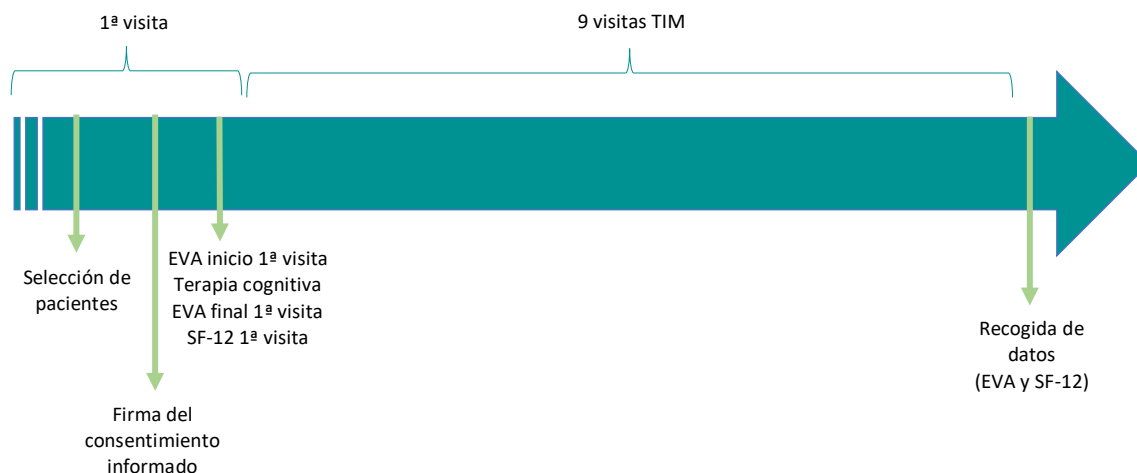 1ª visita
9 visitas TIM
Selección de
pacientes
Firma del
consentimiento
informado
EVA inicio 1ª visita
Terapia cognitiva
EVA final 1ª visita
SF-12 1ª visita
Recogida de
datos
(EVA y SF-12)